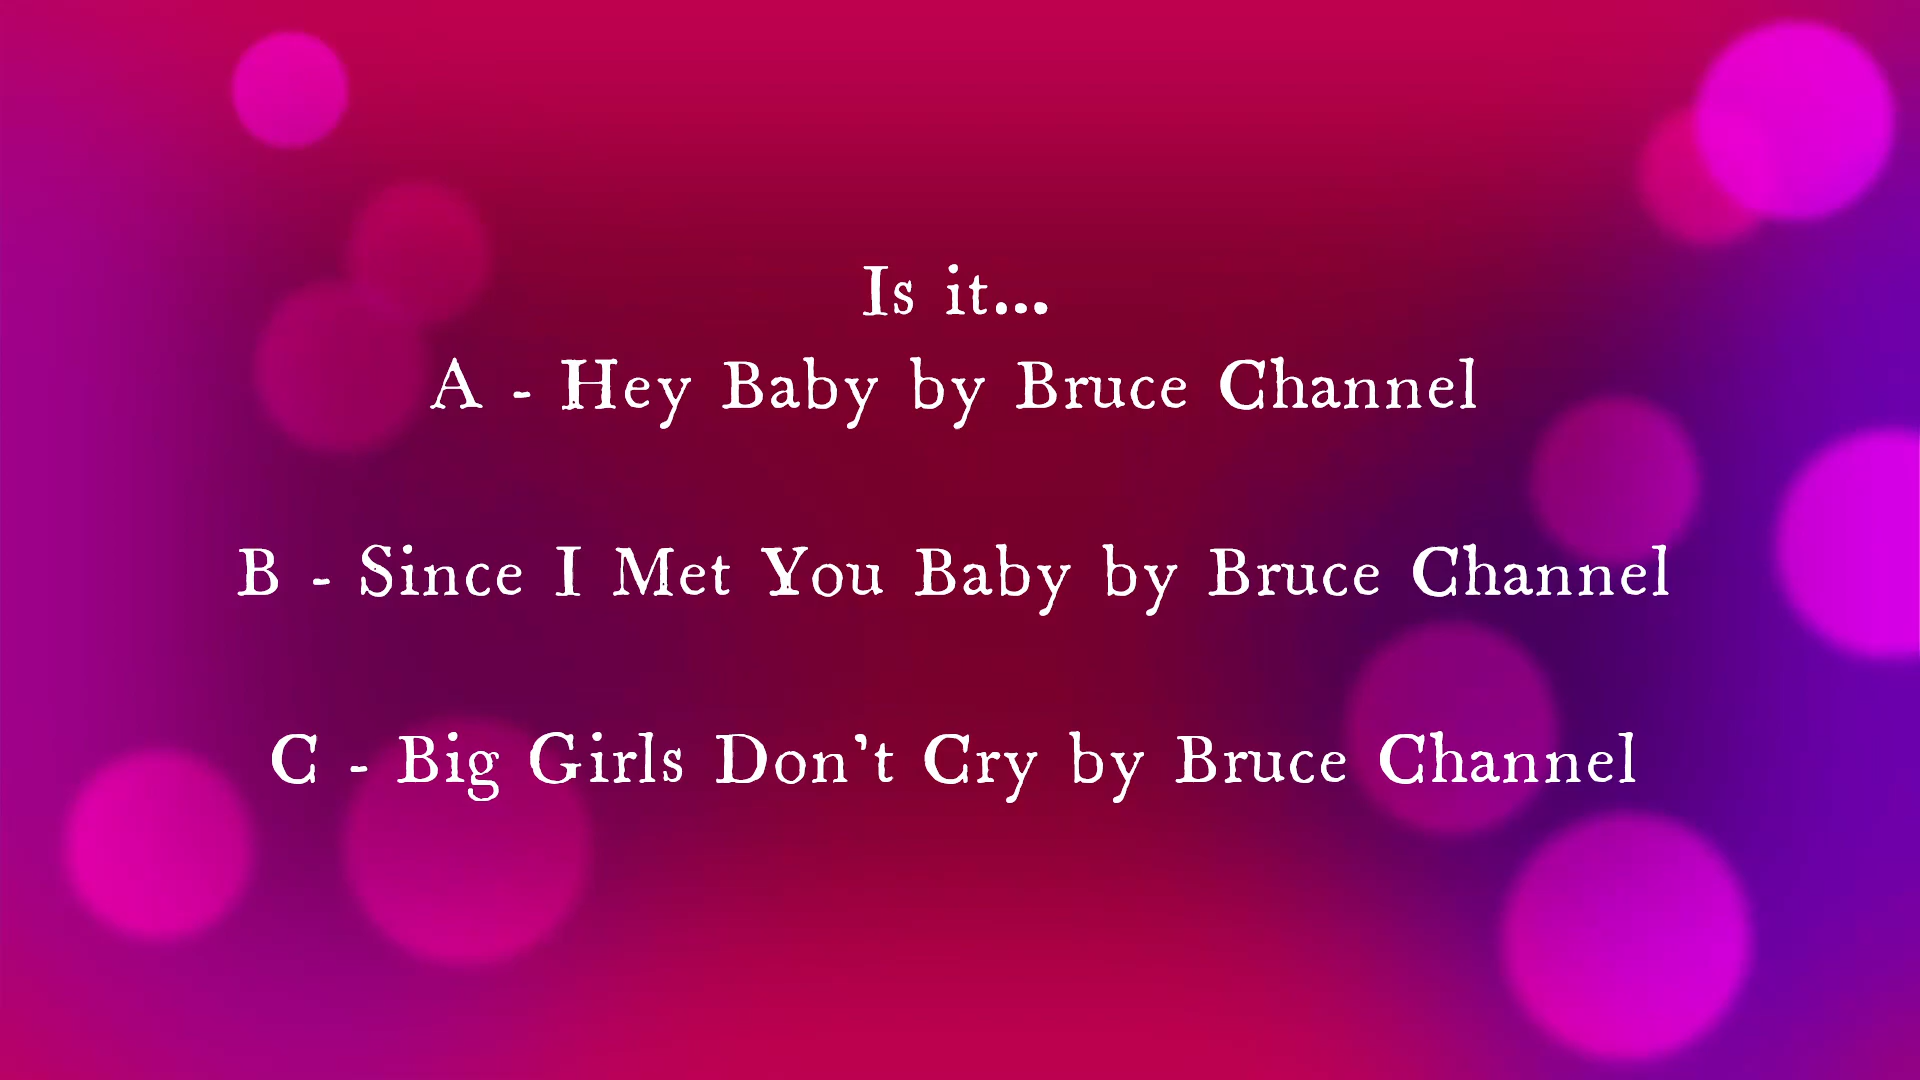 Is it...
A - Hey Baby by Bruce Channel
B - Since I Met You Baby by Bruce Channel
C - Big Girls Don't Cry by Bruce Channel